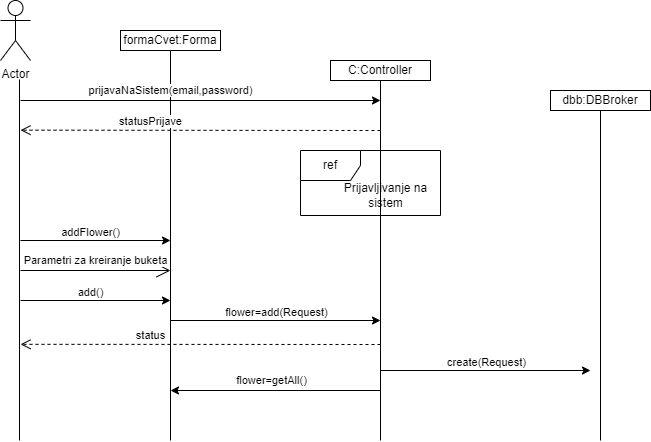 formaCvet:Forma
Actor
C:Controller
prijavaNaSistem(email,password)
dbb:DBBroker
statusPrijave
ref
Prijavljivanje na
sistem
addFlower()
Parametri za kreiranje buketa
add()
flower=add(Request)
status
create(Request)
flower=getAll()